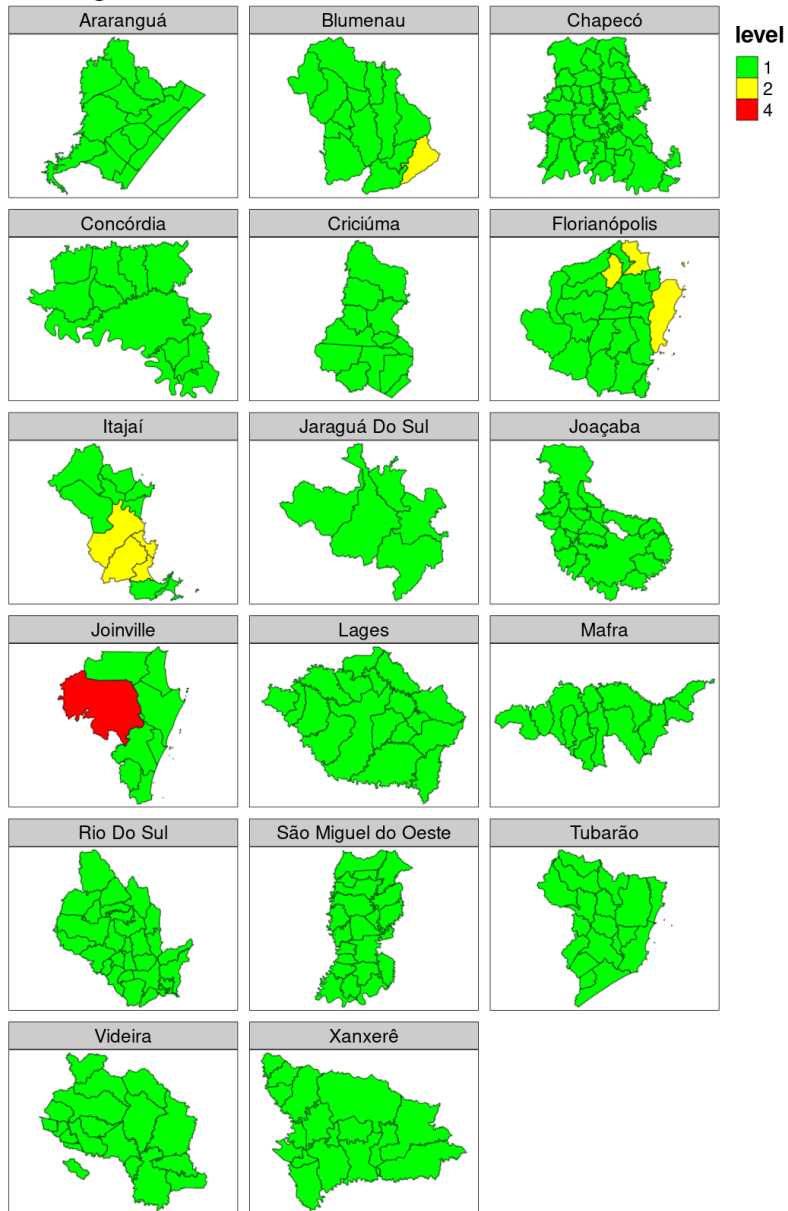 Araranguá
Blumenau
Chapecó
level
1
2
4
Concórdia
Criciúma
Florianópolis
Itajaí
Jaraguá Do Sul
Joaçaba
Joinville
Lages
Mafra
Rio Do Sul
São Miguel do Oeste
Tubarão
Videira
Xanxerê